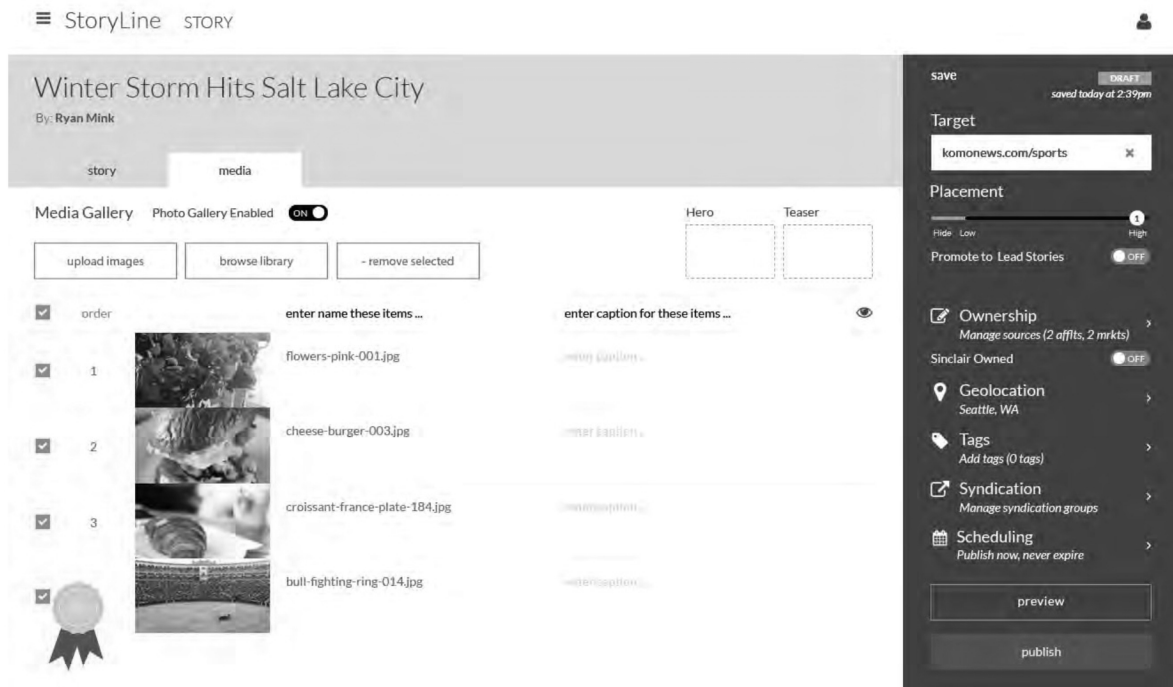 StoryLine STORY
Winter Storm Hits Salt Lake City
By: Ryan Mink
story media
Media Gallery Photo Gallery Enabled ON
Hero Teaser
upload images browse library - remove selected
order enter name these items ... enter caption for these items ...
1 flowers-pink-001.jpg
2 cheese-burger-003.jpg enter caption ...
3 croissant-france-plate-184.jpg
bull-fighting-ring-014.jpg enter caption ...
save DRAFT
saved today at 2:39pm
Target
komonews.com/sports
Placement
1
Hide Low High
Promote to Lead Stories OFF
Ownership
Manage sources (2 afflts, 2 mrkts)
Sinclair Owned OFF
Geolocation
Seattle, WA
Tags
Add tags (0 tags)
Syndication
Manage syndication groups
Scheduling
Publish now, never expire
preview
publish